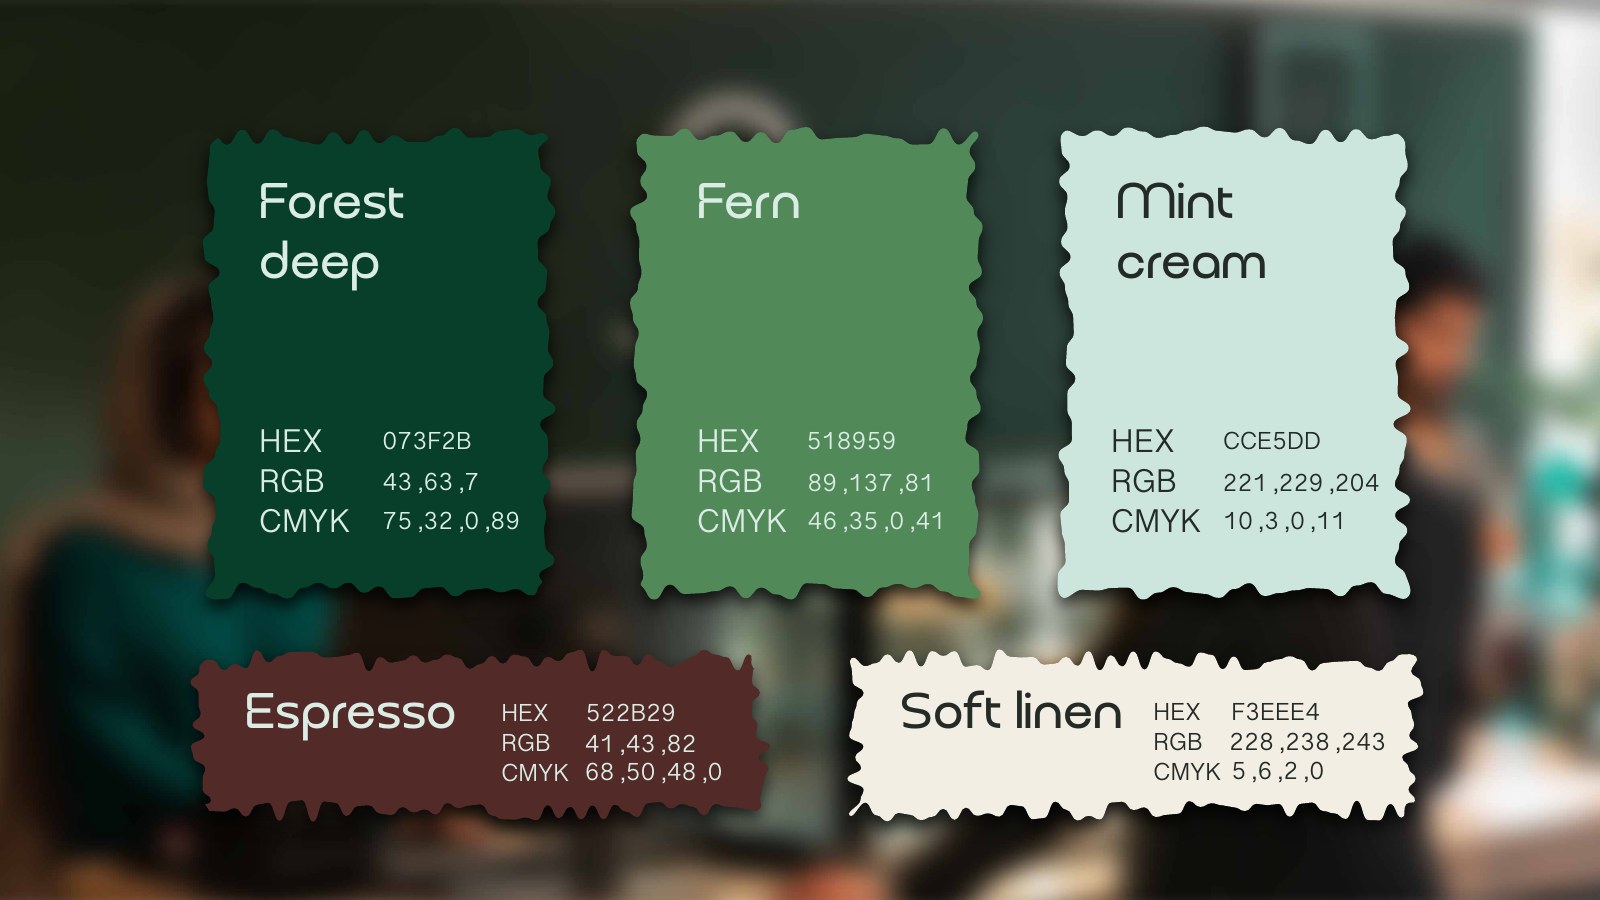 Forest
deep
HEX 073F2B
RGB 43 ,63 ,7
CMYK 75 ,32 ,0 ,89
Fern
HEX 518959
RGB 89 ,137 ,81
CMYK 46 ,35 ,0 ,41
Mint
cream
HEX CCE5DD
RGB 221 ,229 ,204
CMYK 10 ,3 ,0 ,11
Espresso
HEX 522B29
RGB 41 ,43 ,82
CMYK 68 ,50 ,48 ,0
Soft linen
HEX F3EEE4
RGB 228 ,238 ,243
CMYK 5 ,6 ,2 ,0